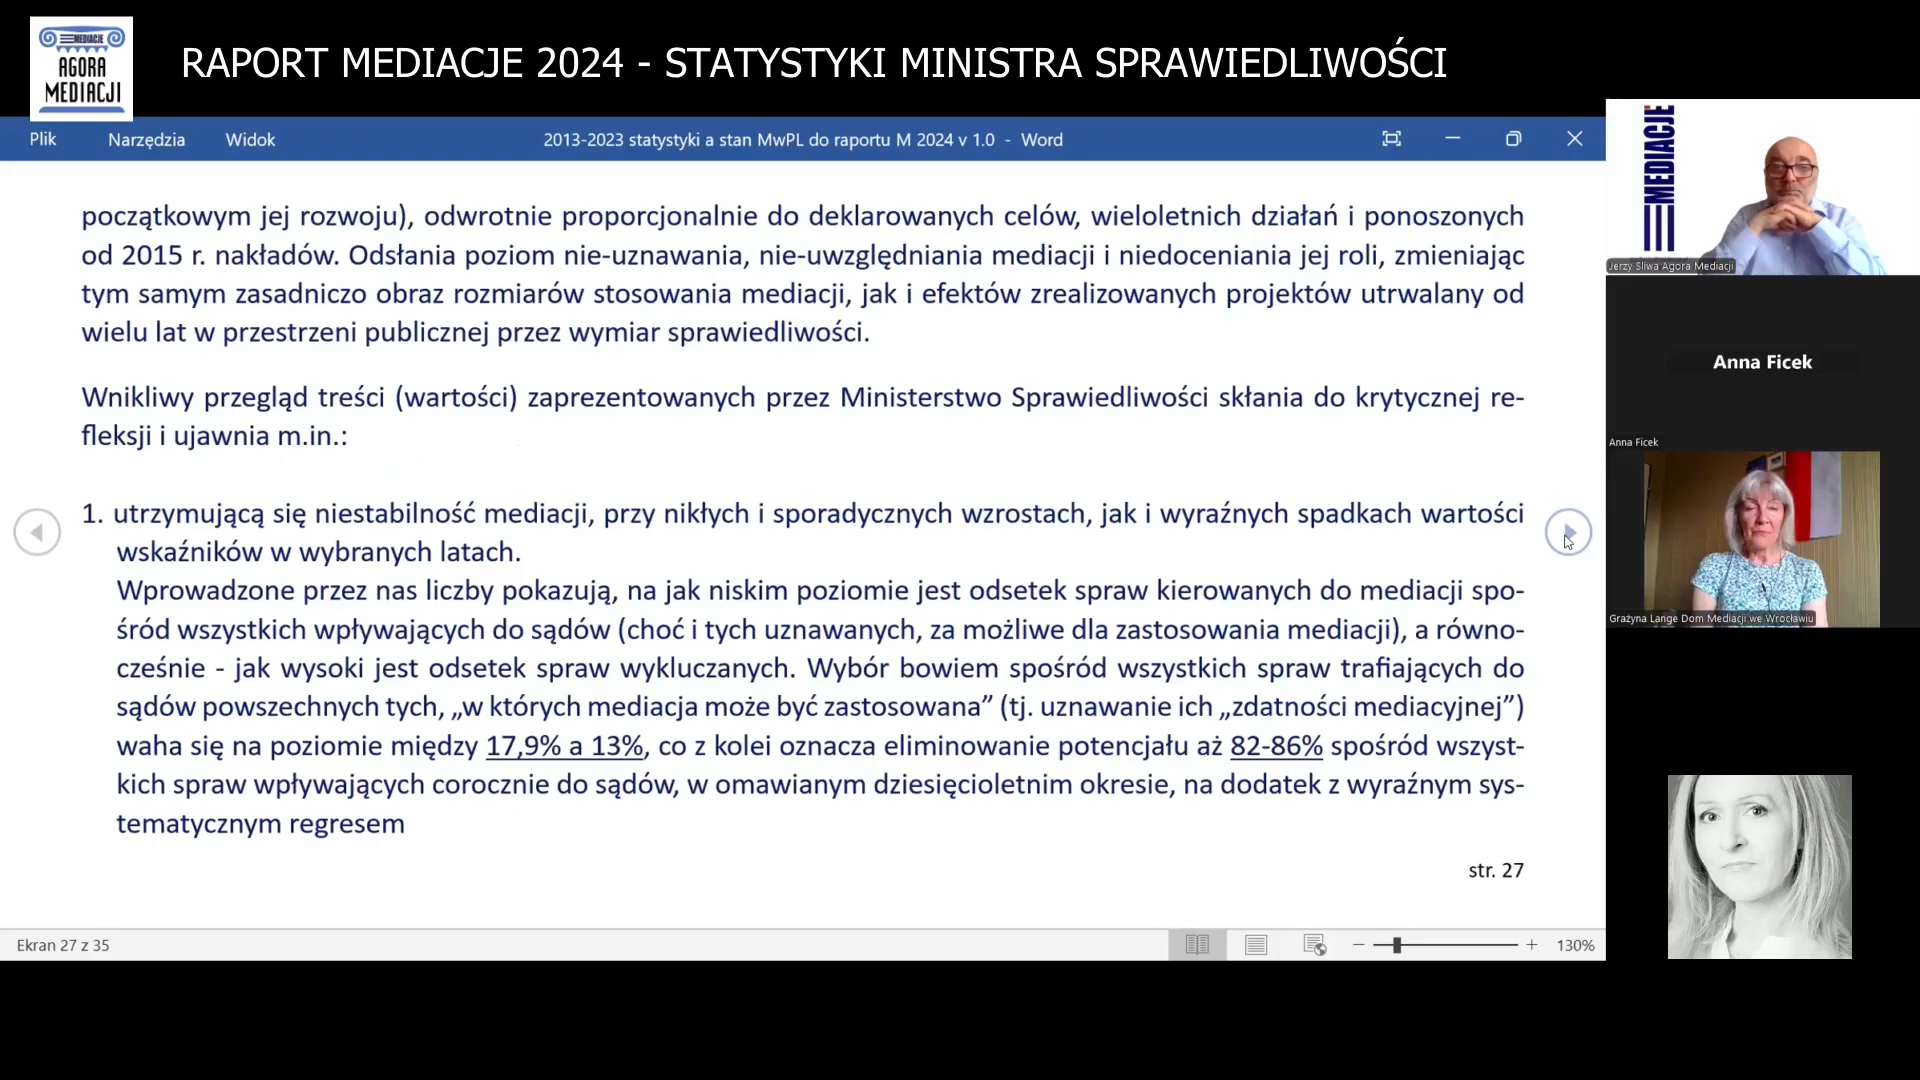 MEDIACJE
AGORA
MEDIACJI
RAPORT MEDIACJE 2024 - STATYSTYKI MINISTRA SPRAWIEDLIWOŚCI
Plik Narzędzia Widok 2013-2023 statystyki a stan MwPL do raportu M 2024 v 1.0 - Word
początkowym jej rozwoju), odwrotnie proporcjonalnie do deklarowanych celów, wieloletnich działań i ponoszonych
od 2015 r. nakładów. Odsłania poziom nie-uznawania, nie-uwzględniania mediacji i niedoceniania jej roli, zmieniając
tym samym zasadniczo obraz rozmiarów stosowania mediacji, jak i efektów zrealizowanych projektów utrwalany od
wielu lat w przestrzeni publicznej przez wymiar sprawiedliwości.
Wnikliwy przegląd treści (wartości) zaprezentowanych przez Ministerstwo Sprawiedliwości skłania do krytycznej re-
fleksji i ujawnia m.in.:
1. utrzymującą się niestabilność mediacji, przy nikłych i sporadycznych wzrostach, jak i wyraźnych spadkach wartości
wskaźników w wybranych latach.
Wprowadzone przez nas liczby pokazują, na jak niskim poziomie jest odsetek spraw kierowanych do mediacji spo-
śród wszystkich wpływających do sądów (choć i tych uznawanych, za możliwe dla zastosowania mediacji), a równo-
cześnie - jak wysoki jest odsetek spraw wykluczanych. Wybór bowiem spośród wszystkich spraw trafiających do
sądów powszechnych tych, „w których mediacja może być zastosowana” (tj. uznawanie ich „zdatności mediacyjnej”)
waha się na poziomie między 17,9% a 13%, co z kolei oznacza eliminowanie potencjału aż 82-86% spośród wszyst-
kich spraw wpływających corocznie do sądów, w omawianym dziesięcioletnim okresie, na dodatek z wyraźnym sys-
tematycznym regresem
str. 27
Ekran 27 z 35
130%
MEDIACJE
Jerzy Śliwa Agora Mediacji
Anna Ficek
Anna Ficek
Grażyna Lange Dom Mediacji we Wrocławiu